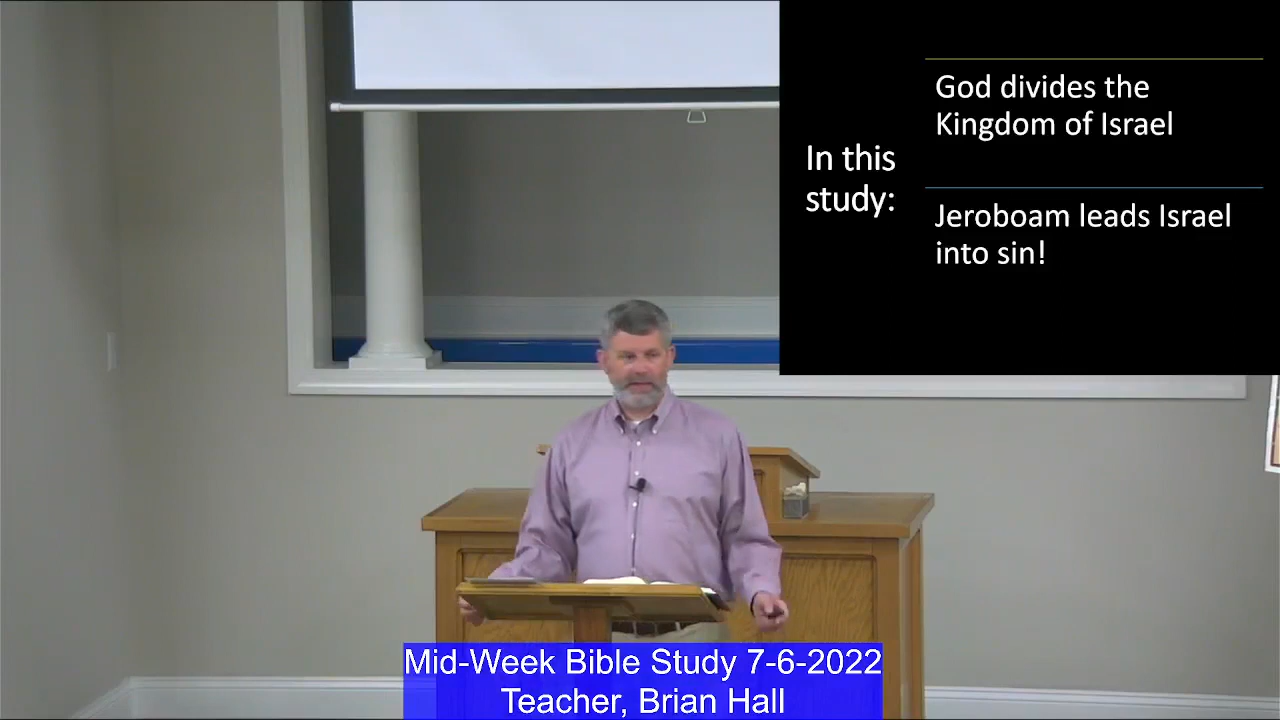 In this
study:
God divides the
Kingdom of Israel
Jeroboam leads Israel
into sin!
Mid-Week Bible Study 7-6-2022
Teacher, Brian Hall